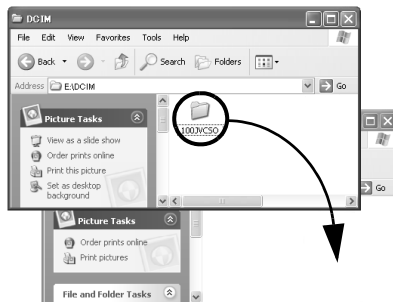 DCIM
File Edit View Favorites Tools Help
Back Search Folders
Address E:\DCIM Go
Picture Tasks
View as a slide show
Order prints online
Print this picture
Set as desktop
background
100JVCSO
Go
Picture Tasks
Order prints online
Print pictures
File and Folder Tasks